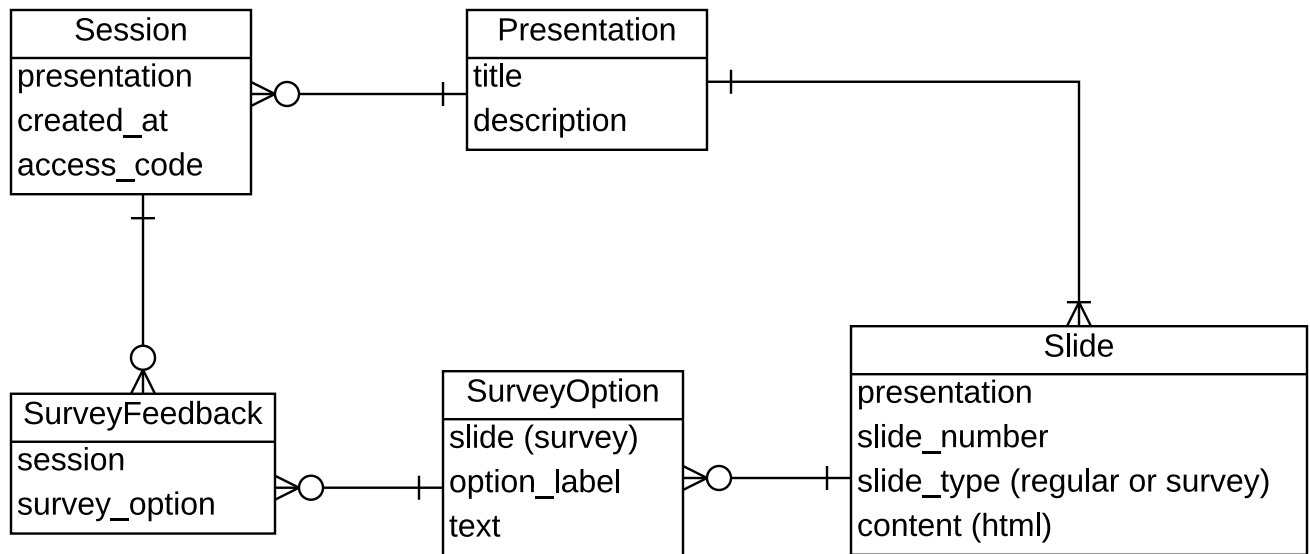 Session
presentation
created_at
access_code
Presentation
title
description
Slide
presentation
slide_number
slide_type (regular or survey)
content (html)
SurveyFeedback
session
survey_option
SurveyOption
slide (survey)
option_label
text